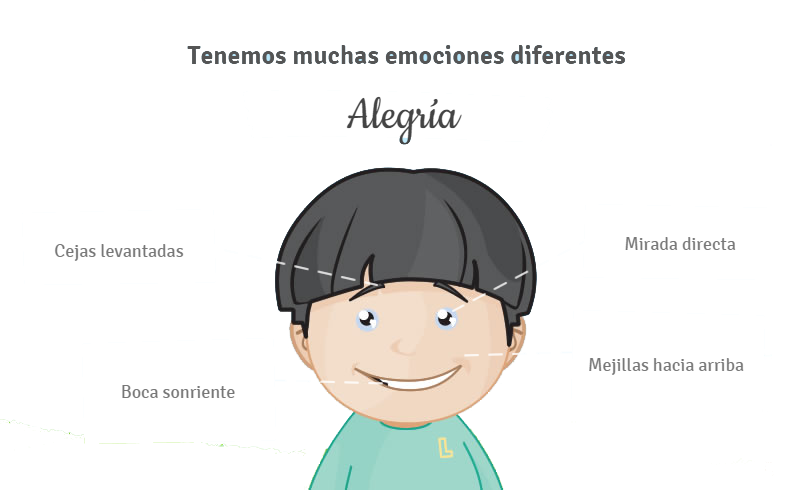 Tenemos muchas emociones diferentes
Alegría
Cejas levantadas
Mirada directa
Mejillas hacia arriba
Boca sonriente
L